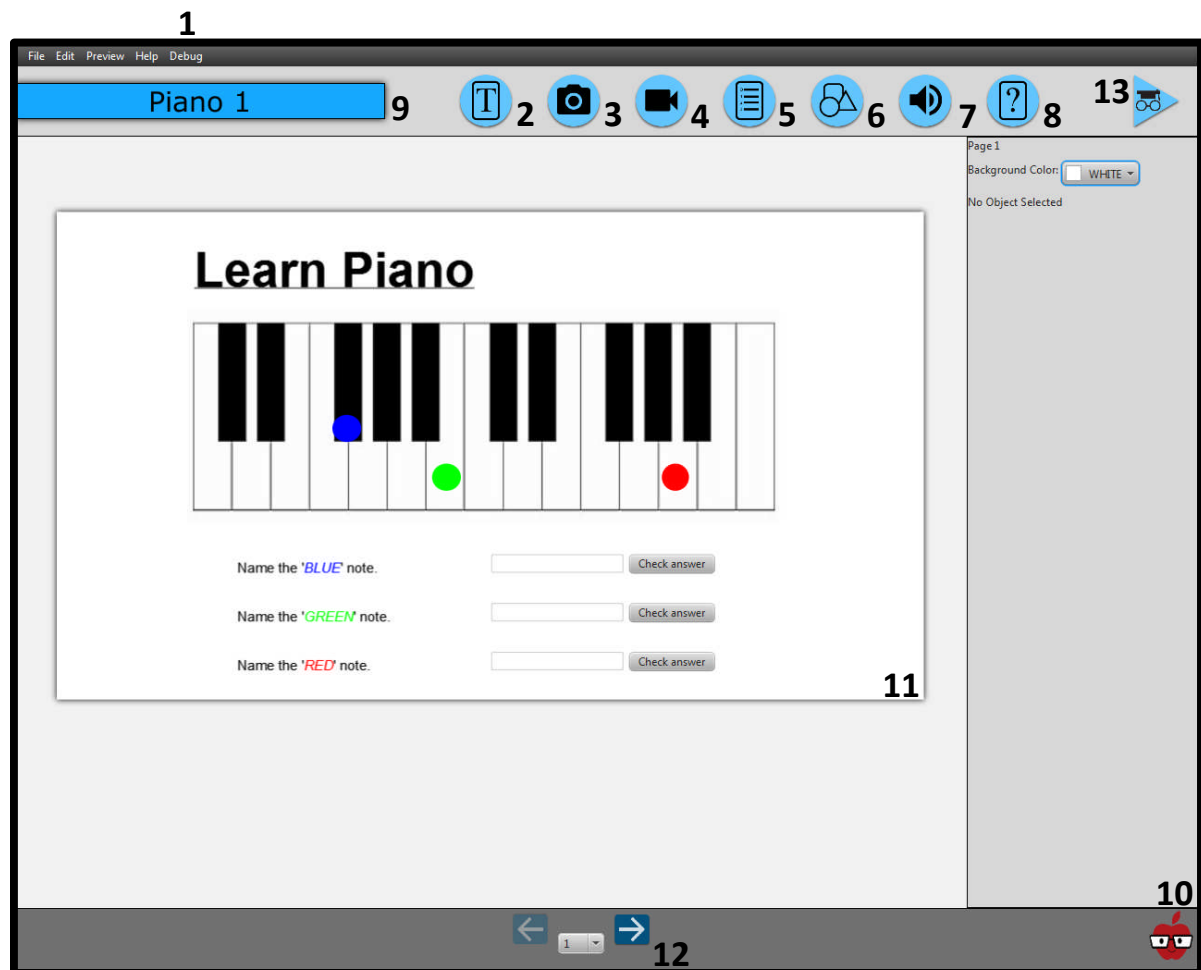 1
File Edit Preview Help Debug
Piano 1 9
T 2 3 4 5 6 7 ? 8 13
Page 1
Background Color: WHITE
No Object Selected
Learn Piano
Name the 'BLUE' note. Check answer
Name the 'GREEN' note. Check answer
Name the 'RED' note. Check answer
11
10
1 12